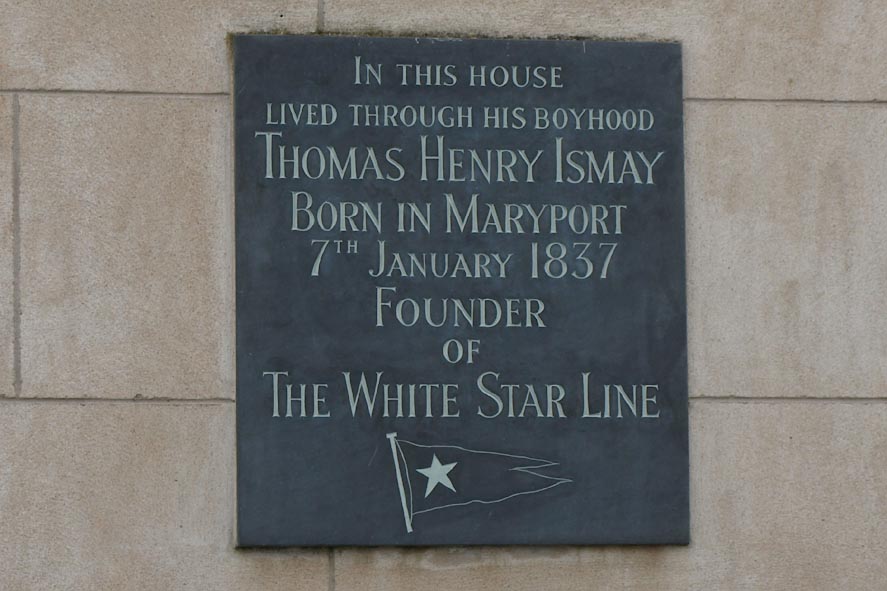 In this house
lived through his boyhood
Thomas Henry Ismay
Born in Maryport
7th January 1837
Founder
of
The White Star Line